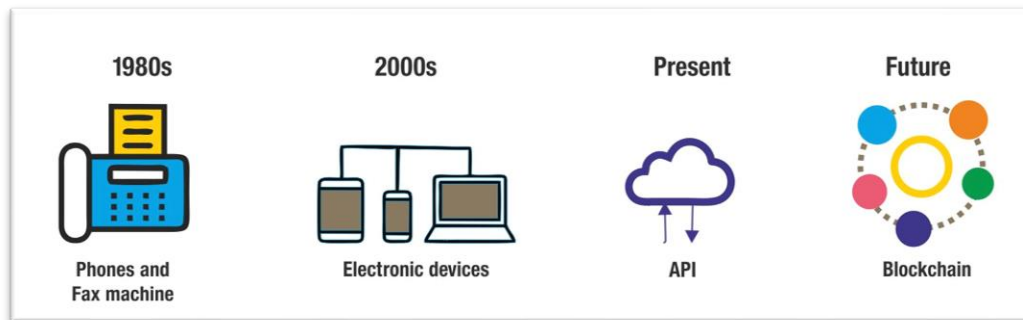 1980s
2000s
Present
Future
Phones and
Fax machine
Electronic devices
API
Blockchain